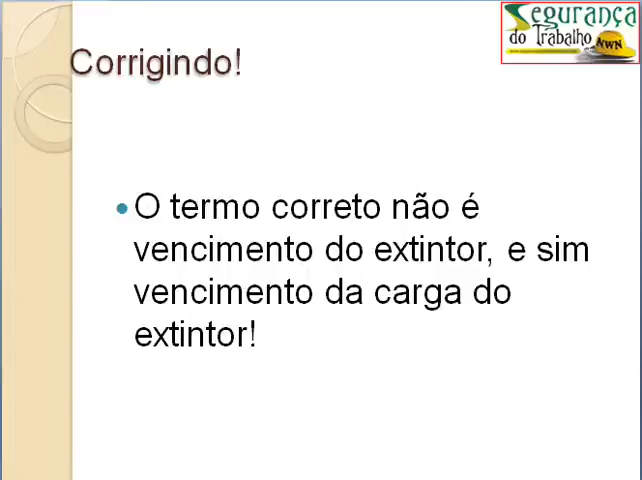 Segurança
do Trabalho
NWN
Corrigindo!
• O termo correto não é
vencimento do extintor, e sim
vencimento da carga do
extintor!